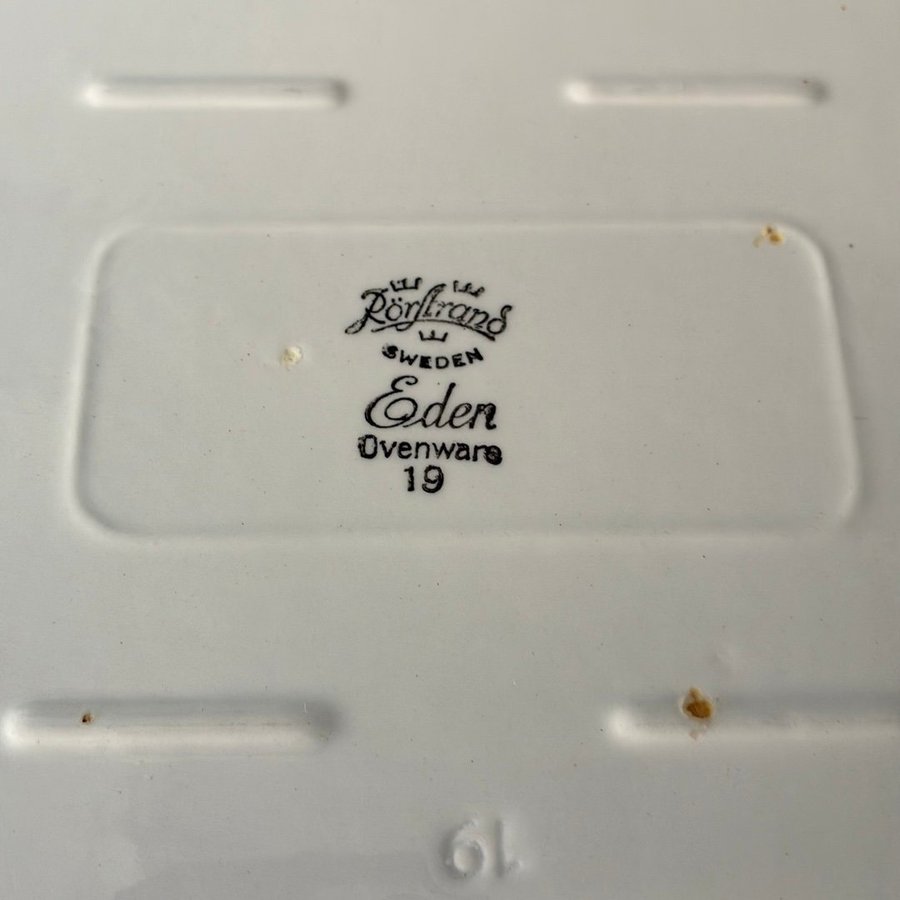 Rörstrand
SWEDEN
Eden
Ovenware
19
19